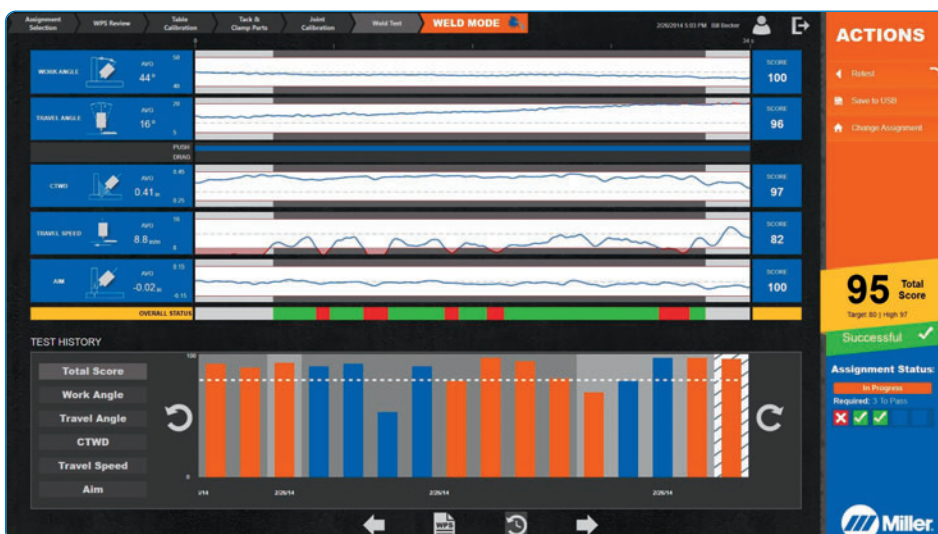 Assignment
Selection
WPS Review
Table
Calibration
Tack &
Clamp Parts
Joint
Calibration
Weld Test
WELD MODE
2/26/2014 5:03 PM Bill Becker
ACTIONS
Retest
Save to USB
Change Assignment
0
34 s
WORK ANGLE
AVG
44°
50
40
SCORE
100
TRAVEL ANGLE
AVG
16°
20
5
SCORE
96
PUSH
DRAG
CTWD
AVG
0.41 in
0.45
0.25
SCORE
97
TRAVEL SPEED
AVG
8.8 in/m
16
8
SCORE
82
AIM
AVG
-0.02 in
0.15
-0.15
SCORE
100
OVERALL STATUS
95 Total
Score
Target 80 | High 97
Successful
Assignment Status:
In Progress
Required: 3 To Pass
TEST HISTORY
Total Score
Work Angle
Travel Angle
CTWD
Travel Speed
Aim
100
0
2/26/14
2/26/14
2/26/14
WPS
Miller